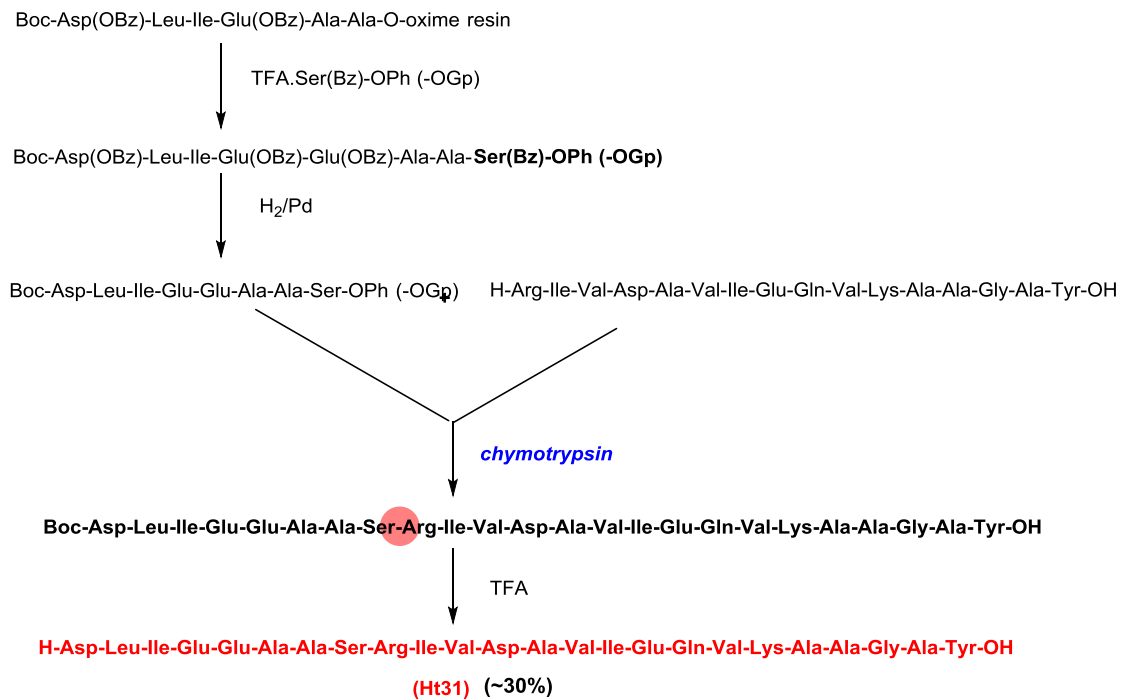 Boc-Asp(OBz)-Leu-Ile-Glu(OBz)-Ala-Ala-O-oxime resin
TFA.Ser(Bz)-OPh (-OGp)
Boc-Asp(OBz)-Leu-Ile-Glu(OBz)-Glu(OBz)-Ala-Ala-Ser(Bz)-OPh (-OGp)
H2/Pd
Boc-Asp-Leu-Ile-Glu-Glu-Ala-Ala-Ser-OPh (-OGp) + H-Arg-Ile-Val-Asp-Ala-Val-Ile-Glu-Gln-Val-Lys-Ala-Ala-Gly-Ala-Tyr-OH
chymotrypsin
Boc-Asp-Leu-Ile-Glu-Glu-Ala-Ala-Ser-Arg-Ile-Val-Asp-Ala-Val-Ile-Glu-Gln-Val-Lys-Ala-Ala-Gly-Ala-Tyr-OH
TFA
H-Asp-Leu-Ile-Glu-Glu-Ala-Ala-Ser-Arg-Ile-Val-Asp-Ala-Val-Ile-Glu-Gln-Val-Lys-Ala-Ala-Gly-Ala-Tyr-OH
(Ht31) (~30%)